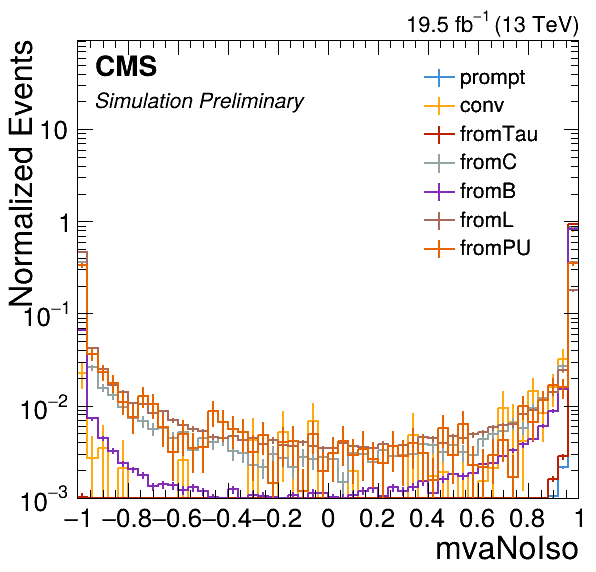 19.5 fb⁻¹ (13 TeV)
CMS
Simulation Preliminary
prompt
conv
fromTau
fromC
fromB
fromL
fromPU
Normalized Events
10
1
10⁻¹
10⁻²
10⁻³
−1 −0.8 −0.6 −0.4 −0.2 0 0.2 0.4 0.6 0.8 1
mvaNoIso